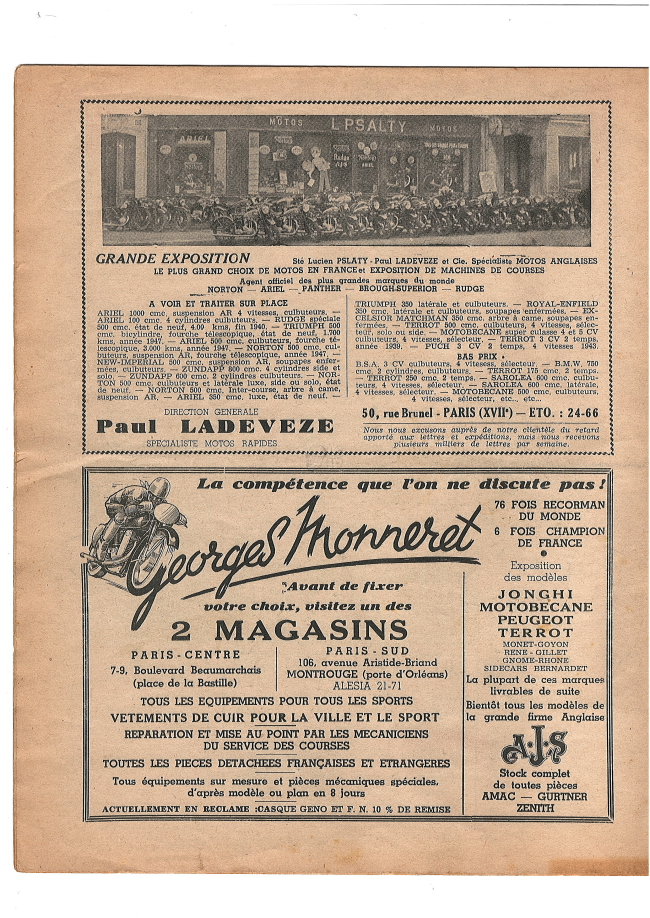 MOTOS L.PSALTY MOTOS
ARIEL
GRANDE EXPOSITION Sté Lucien PSLATY - Paul LADEVEZE et Cie. Spécialiste MOTOS ANGLAISES
LE PLUS GRAND CHOIX DE MOTOS EN FRANCE et EXPOSITION DE MACHINES DE COURSES
Agent officiel des plus grandes marques du monde
NORTON — ARIEL — PANTHER — BROUGH-SUPERIOR — RUDGE
A VOIR ET TRAITER SUR PLACE
ARIEL 1000 cmc, suspension AR 4 vitesses, culbuteurs. —
ARIEL 100 cmc. 4 cylindres culbuteurs. — RUDGE spéciale
500 cmc. état de neuf, 4.00 kms, fin 1940. — TRIUMPH 500
cmc, bicylindre, fourche télescopique, état de neuf, 1.700
kms, année 1947. — ARIEL 500 cmc. culbuteurs, fourche té-
lescopique, 3.000 kms, année 1947. — NORTON 500 cmc, cul-
buteurs, suspension AR, fourche télescopique, année 1947. —
NEW-IMPERIAL 500 cmc, suspension AR, soupapes enfer-
mées, culbuteurs. — ZUNDAPP 800 cmc. 4 cylindres side et
solo. — ZUNDAPP 600 cmc. 2 cylindres culbuteurs. — NOR-
TON 500 cmc, culbuteurs et latérale luxe, side ou solo, état
de neuf. — NORTON 500 cmc. Inter-course, arbre à came,
suspension AR, — ARIEL 350 cmc. luxe, état de neuf. —
TRIUMPH 350 latérale et culbuteurs. — ROYAL-ENFIELD
350 cmc. latérale et culbuteurs, soupapes enfermées. — EX-
CELSIOR MATCHMAN 350 cmc. arbre à came, soupapes en-
fermées. — TERROT 500 cmc. culbuteurs, 4 vitesses, sélec-
teur, solo ou side. — MOTOBECANE super culasse 4 et 5 CV
culbuteurs, 4 vitesses, sélecteur. — TERROT 3 CV 2 temps,
année 1939. — PUCH 3 CV 2 temps, 4 vitesses 1943.
BAS PRIX :
B.S.A. 3 CV culbuteurs, 4 vitesses, sélecteur. — B.M.W. 750
cmc. 2 culbuteurs. — TERROT 175 cmc, 2 temps.
— TERROT 250 cmc, 2 temps. — SAROLEA 600 cmc. culbu-
teurs, 4 vitesses, sélecteur. — SAROLEA 600 cmc, latérale,
4 vitesses, sélecteur. — MOTOBECANE 500 cmc, culbuteurs,
4 vitesses, sélecteur, etc., etc...
DIRECTION GENERALE
Paul LADEVEZE
SPECIALISTE MOTOS RAPIDES
50, rue Brunel - PARIS (XVIIe) — ETO. : 24-66
Nous nous excusons auprès de notre clientèle du retard
apporté aux lettres et expéditions, mais nous recevons
plusieurs milliers de lettres par semaine.
La compétence que l'on ne discute pas !
Georges Monneret
76 FOIS RECORMAN
DU MONDE
6 FOIS CHAMPION
DE FRANCE
Avant de fixer
votre choix, visitez un des
2 MAGASINS
PARIS-CENTRE
7-9, Boulevard Beaumarchais
(place de la Bastille)
PARIS-SUD
106, avenue Aristide-Briand
MONTROUGE (porte d'Orléans)
ALESIA 21-71
TOUS LES EQUIPEMENTS POUR TOUS LES SPORTS
VETEMENTS DE CUIR POUR LA VILLE ET LE SPORT
REPARATION ET MISE AU POINT PAR LES MECANICIENS
DU SERVICE DES COURSES
TOUTES LES PIECES DETACHEES FRANÇAISES ET ETRANGERES
Tous équipements sur mesure et pièces mécaniques spéciales,
d'après modèle ou plan en 8 jours
ACTUELLEMENT EN RECLAME : CASQUE GENO ET F. N. 10 % DE REMISE
Exposition
des modèles
JONGHI
MOTOBECANE
PEUGEOT
TERROT
MONET-GOYON
RENE-GILLET
GNOME-RHONE
SIDECARS BERNARDET
La plupart de ces marques
livrables de suite
Bientôt tous les modèles de
la grande firme Anglaise
A.J.S
Stock complet
de toutes pièces
AMAC — GURTNER
ZENITH